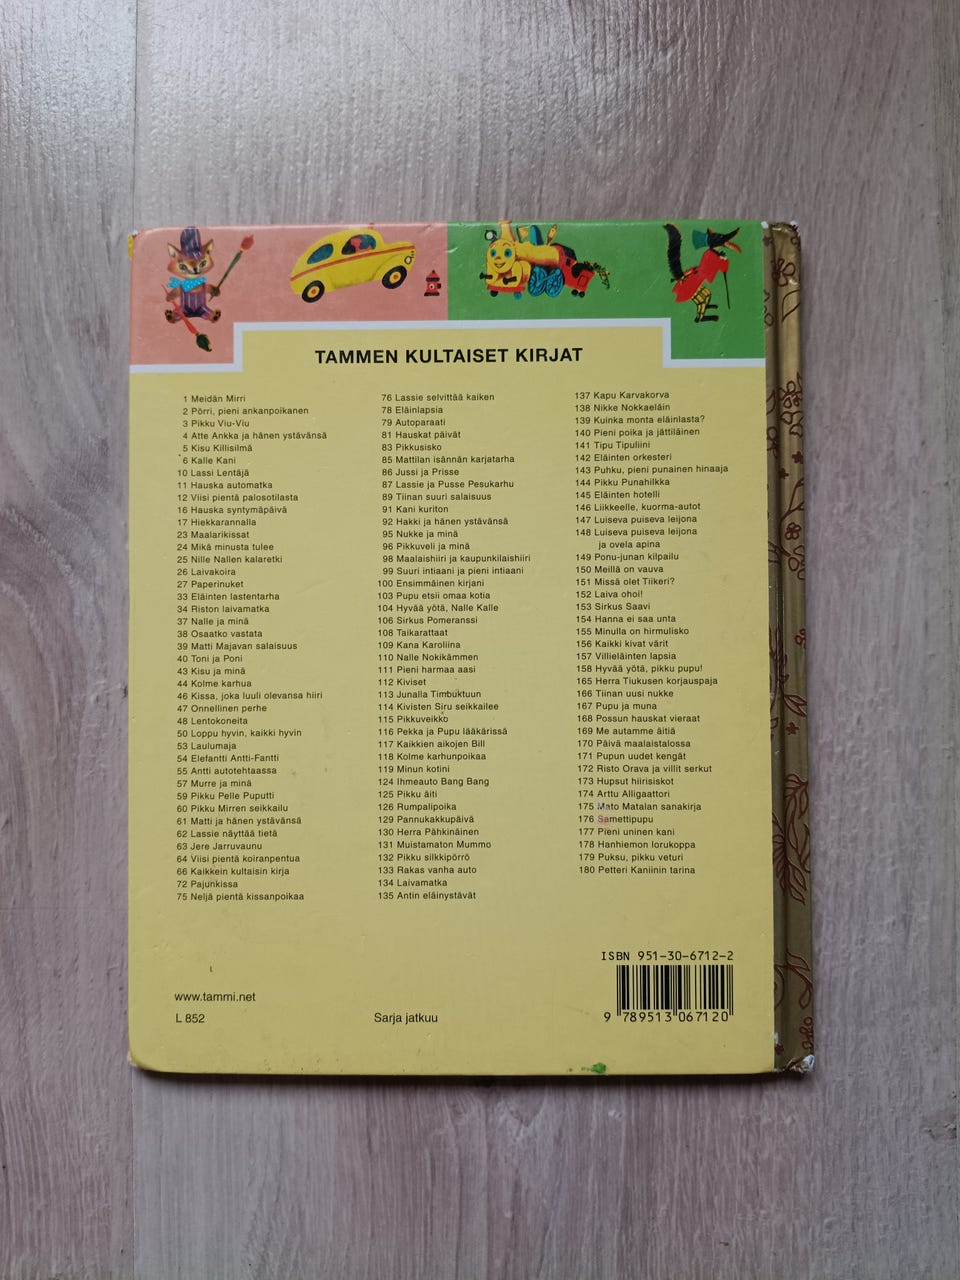 TAMMEN KULTAISET KIRJAT
1 Meidän Mirri
2 Pörri, pieni ankanpoikanen
3 Pikku Viu-Viu
4 Atte Ankka ja hänen ystävänsä
5 Kisu Killisilmä
6 Kalle Kani
10 Lassi Lentäjä
11 Hauska automatka
12 Viisi pientä palosotilasta
16 Hauska syntymäpäivä
17 Hiekkarannalla
23 Maalarikissat
24 Mikä minusta tulee
25 Nille Nallen kalaretki
26 Laivakoira
27 Paperinuket
33 Eläinten lastentarha
34 Riston laivamatka
37 Nalle ja minä
38 Osaatko vastata
39 Matti Majavan salaisuus
40 Toni ja Poni
43 Kisu ja minä
44 Kolme karhua
46 Kissa, joka luuli olevansa hiiri
47 Onnellinen perhe
48 Lentokoneita
50 Loppu hyvin, kaikki hyvin
53 Laulumaja
54 Elefantti Antti-Fantti
55 Antti autotehtaassa
57 Murre ja minä
59 Pikku Pelle Puputti
60 Pikku Mirren seikkailu
61 Matti ja hänen ystävänsä
62 Lassie näyttää tietä
63 Jere Jarruvaunu
64 Viisi pientä koiranpentua
66 Kaikkein kultaisin kirja
72 Pajunkissa
75 Neljä pientä kissanpoikaa
76 Lassie selvittää kaiken
78 Eläinlapsia
79 Autoparaati
81 Hauskat päivät
83 Pikkusisko
85 Mattilan isännän karjatarha
86 Jussi ja Prisse
87 Lassie ja Pusse Pesukarhu
89 Tiinan suuri salaisuus
91 Kani kuriton
92 Hakki ja hänen ystävänsä
95 Nukke ja minä
96 Pikkuveli ja minä
98 Maalaishiiri ja kaupunkilaishiiri
99 Suuri intiaani ja pieni intiaani
100 Ensimmäinen kirjani
103 Pupu etsii omaa kotia
104 Hyvää yötä, Nalle Kalle
106 Sirkus Pomeranssi
108 Taikarattaat
109 Kana Karoliina
110 Nalle Nokikämmen
111 Pieni harmaa aasi
112 Kiviset
113 Junalla Timbuktuun
114 Kivisten Siru seikkailee
115 Pikkuveikko
116 Pekka ja Pupu lääkärissä
117 Kaikkien aikojen Bill
118 Kolme karhunpoikaa
119 Minun kotini
124 Ihmeauto Bang Bang
125 Pikku äiti
126 Rumpalipoika
129 Pannukakkupäivä
130 Herra Pähkinäinen
131 Muistamaton Mummo
132 Pikku silkkipörrö
133 Rakas vanha auto
134 Laivamatka
135 Antin eläinystävät
137 Kapu Karvakorva
138 Nikke Nokkaeläin
139 Kuinka monta eläinlasta?
140 Pieni poika ja jättiläinen
141 Tipu Tipuliini
142 Eläinten orkesteri
143 Puhku, pieni punainen hinaaja
144 Pikku Punahilkka
145 Eläinten hotelli
146 Liikkeelle, kuorma-autot
147 Luiseva puiseva leijona
148 Luiseva puiseva leijona
ja ovela apina
149 Ponu-junan kilpailu
150 Meillä on vauva
151 Missä olet Tiikeri?
152 Laiva ohoi!
153 Sirkus Saavi
154 Hanna ei saa unta
155 Minulla on hirmulisko
156 Kaikki kivat värit
157 Villieläinten lapsia
158 Hyvää yötä, pikku pupu!
165 Herra Tiukusen korjauspaja
166 Tiinan uusi nukke
167 Pupu ja muna
168 Possun hauskat vieraat
169 Me autamme äitiä
170 Päivä maalaistalossa
171 Pupun uudet kengät
172 Risto Orava ja villit serkut
173 Hupsut hiirisiskot
174 Arttu Alligaattori
175 Mato Matalan sanakirja
176 Samettipupu
177 Pieni uninen kani
178 Hanhiemon lorukoppa
179 Puksu, pikku veturi
180 Petteri Kaniinin tarina
ISBN 951-30-6712-2
9 789513 067120
www.tammi.net
L 852
Sarja jatkuu